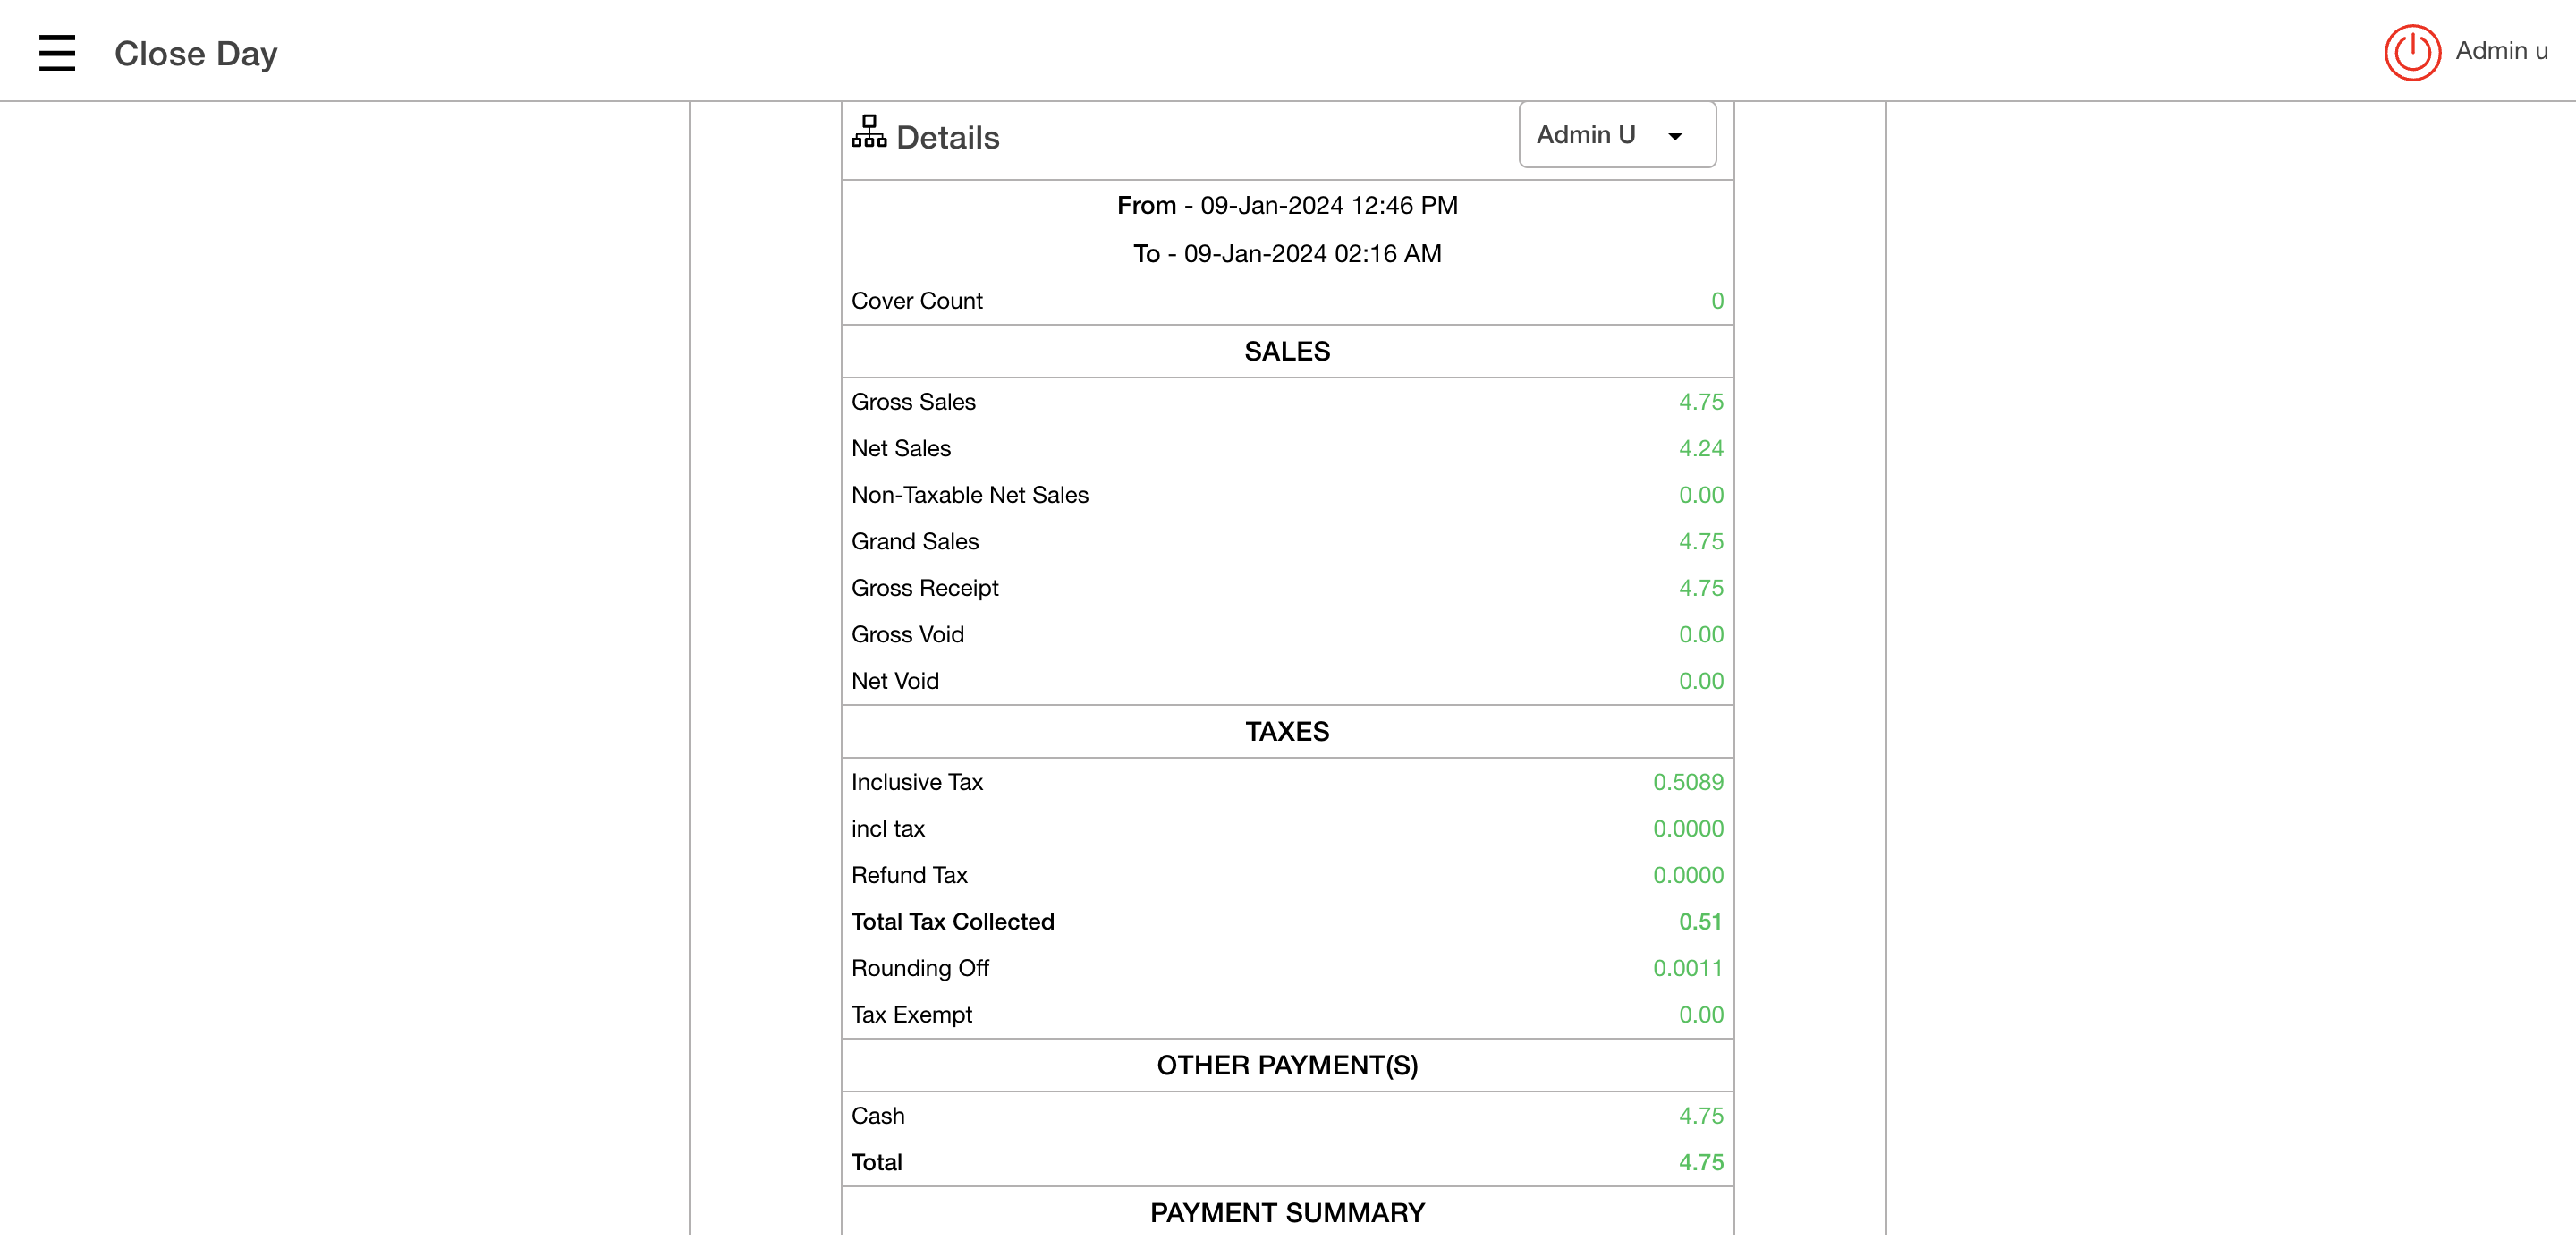 Close Day
Admin u
Details
Admin U
From - 09-Jan-2024 12:46 PM
To - 09-Jan-2024 02:16 AM
Cover Count 0
SALES
Gross Sales 4.75
Net Sales 4.24
Non-Taxable Net Sales 0.00
Grand Sales 4.75
Gross Receipt 4.75
Gross Void 0.00
Net Void 0.00
TAXES
Inclusive Tax 0.5089
incl tax 0.0000
Refund Tax 0.0000
Total Tax Collected 0.51
Rounding Off 0.0011
Tax Exempt 0.00
OTHER PAYMENT(S)
Cash 4.75
Total 4.75
PAYMENT SUMMARY